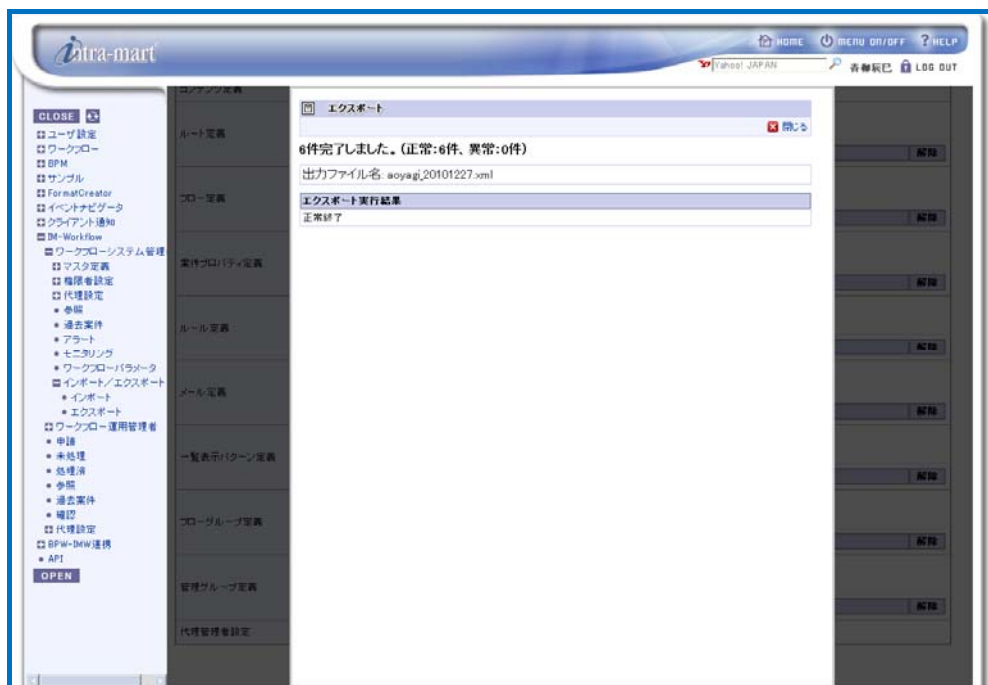 intra-mart
HOME MENU ON/OFF ? HELP
Yahoo! JAPAN 青柳辰巳 LOG OUT
CLOSE
ユーザ設定
ワークフロー
BPM
サンプル
FormatCreator
イベントナビゲータ
クライアント通知
IM-Workflow
ワークフローシステム管理
マスタ定義
権限者設定
代理設定
参照
過去案件
アラート
モニタリング
ワークフローパラメータ
インポート/エクスポート
インポート
エクスポート
ワークフロー運用管理者
申請
未処理
処理済
参照
過去案件
確認
代理設定
BPW-IMW連携
API
OPEN
コンテンツ定義
ルート定義
解除
フロー定義
解除
案件プロパティ定義
解除
ルール定義
解除
メール定義
解除
一覧表示パターン定義
解除
フローグループ定義
解除
管理グループ定義
解除
代理管理者設定
エクスポート
閉じる
6件完了しました。(正常:6件、異常:0件)
出力ファイル名: aoyagi_20101227.xml
エクスポート実行結果
正常終了